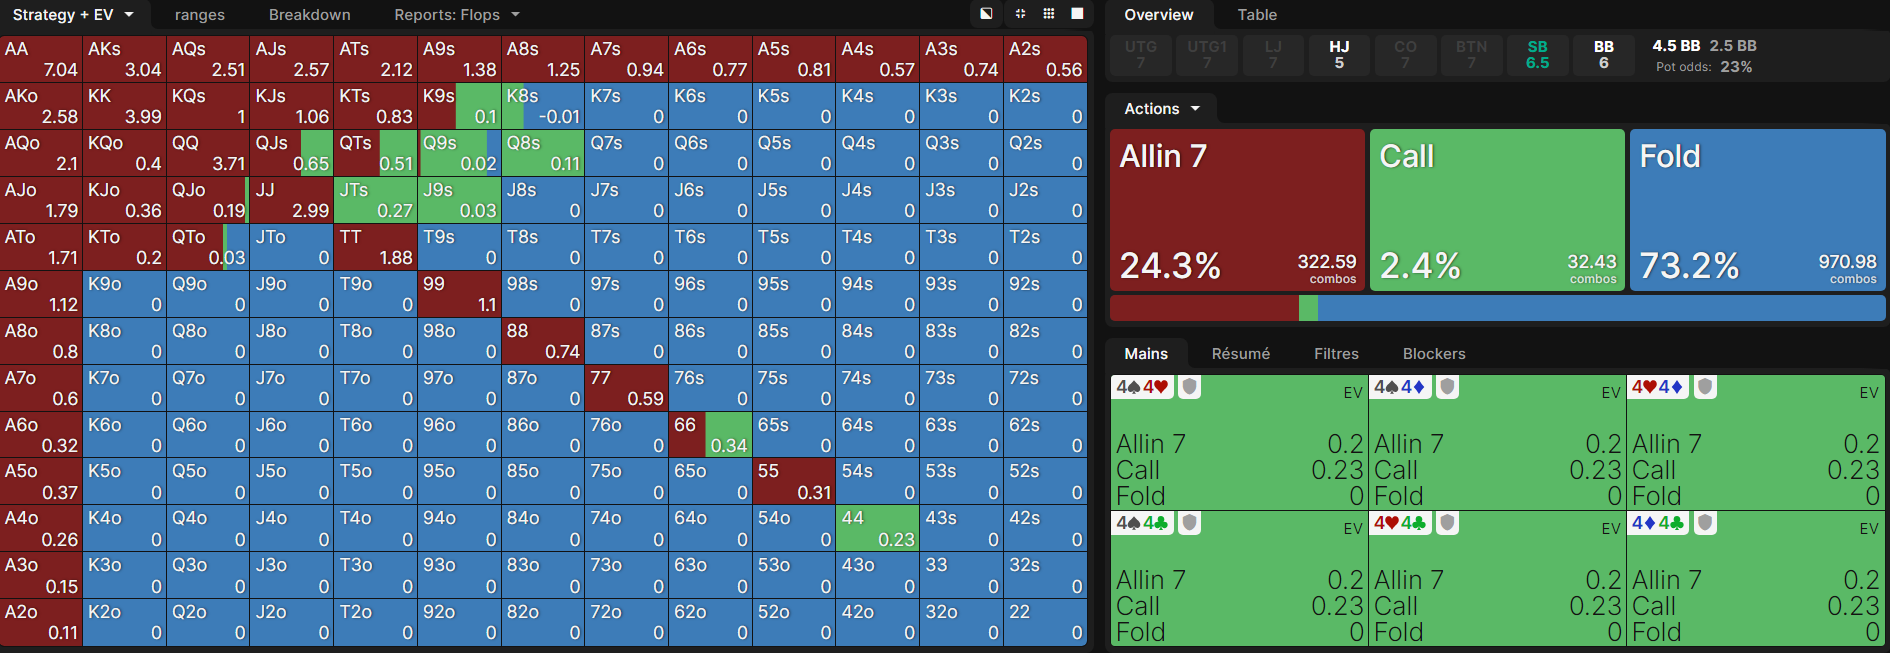 Strategy + EV ranges Breakdown Reports: Flops
AA AKs AQs AJs ATs A9s A8s A7s A6s A5s A4s A3s A2s
7.04 3.04 2.51 2.57 2.12 1.38 1.25 0.94 0.77 0.81 0.57 0.74 0.56
AKo KK KQs KJs KTs K9s K8s K7s K6s K5s K4s K3s K2s
2.58 3.99 1 1.06 0.83 0.1 -0.01 0 0 0 0 0 0
AQo KQo QQ QJs QTs Q9s Q8s Q7s Q6s Q5s Q4s Q3s Q2s
2.1 0.4 3.71 0.65 0.51 0.02 0.11 0 0 0 0 0 0
AJo KJo QJo JJ JTs J9s J8s J7s J6s J5s J4s J3s J2s
1.79 0.36 0.19 2.99 0.27 0.03 0 0 0 0 0 0 0
ATo KTo QTo JTo TT T9s T8s T7s T6s T5s T4s T3s T2s
1.71 0.2 0.03 0 1.88 0 0 0 0 0 0 0 0
A9o K9o Q9o J9o T9o 99 98s 97s 96s 95s 94s 93s 92s
1.12 0 0 0 0 1.1 0 0 0 0 0 0 0
A8o K8o Q8o J8o T8o 98o 88 87s 86s 85s 84s 83s 82s
0.8 0 0 0 0 0 0.74 0 0 0 0 0 0
A7o K7o Q7o J7o T7o 97o 87o 77 76s 75s 74s 73s 72s
0.6 0 0 0 0 0 0 0.59 0 0 0 0 0
A6o K6o Q6o J6o T6o 96o 86o 76o 66 65s 64s 63s 62s
0.32 0 0 0 0 0 0 0 0.34 0 0 0 0
A5o K5o Q5o J5o T5o 95o 85o 75o 65o 55 54s 53s 52s
0.37 0 0 0 0 0 0 0 0 0.31 0 0 0
A4o K4o Q4o J4o T4o 94o 84o 74o 64o 54o 44 43s 42s
0.26 0 0 0 0 0 0 0 0 0 0.23 0 0
A3o K3o Q3o J3o T3o 93o 83o 73o 63o 53o 43o 33 32s
0.15 0 0 0 0 0 0 0 0 0 0 0 0
A2o K2o Q2o J2o T2o 92o 82o 72o 62o 52o 42o 32o 22
0.11 0 0 0 0 0 0 0 0 0 0 0 0
Overview Table
UTG UTG1 LJ HJ CO BTN SB BB 4.5 BB 2.5 BB
7 7 7 5 7 7 6.5 6 Pot odds: 23%
Actions
Allin 7 Call Fold
24.3% 322.59 combos 2.4% 32.43 combos 73.2% 970.98 combos
Mains Résumé Filtres Blockers
4♠4♥ EV 4♠4♦ EV 4♥4♦ EV
Allin 7 0.2 Allin 7 0.2 Allin 7 0.2
Call 0.23 Call 0.23 Call 0.23
Fold 0 Fold 0 Fold 0
4♠4♣ EV 4♥4♣ EV 4♦4♣ EV
Allin 7 0.2 Allin 7 0.2 Allin 7 0.2
Call 0.23 Call 0.23 Call 0.23
Fold 0 Fold 0 Fold 0